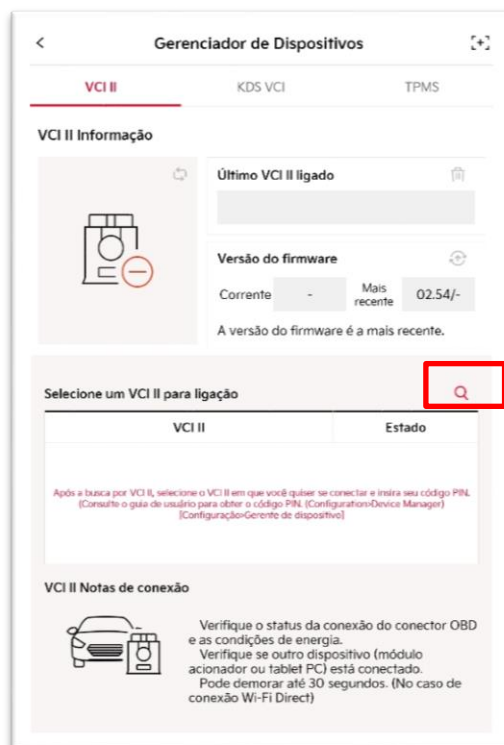 Gerenciador de Dispositivos
VCI II
KDS VCI
TPMS
VCI II Informação
Último VCI II ligado
Versão do firmware
Corrente
-
Mais
recente
02.54/-
A versão do firmware é a mais recente.
Selecione um VCI II para ligação
VCI II
Estado
Após a busca por VCI II, selecione o VCI II em que você quiser se conectar e insira seu código PIN.
(Consulte o guia de usuário para obter o código PIN. (Configuration>Device Manager)
[Configuração>Gerente de dispositivo]
VCI II Notas de conexão
Verifique o status da conexão do conector OBD
e as condições de energia.
Verifique se outro dispositivo (módulo
acionador ou tablet PC) está conectado.
Pode demorar até 30 segundos. (No caso de
conexão Wi-Fi Direct)